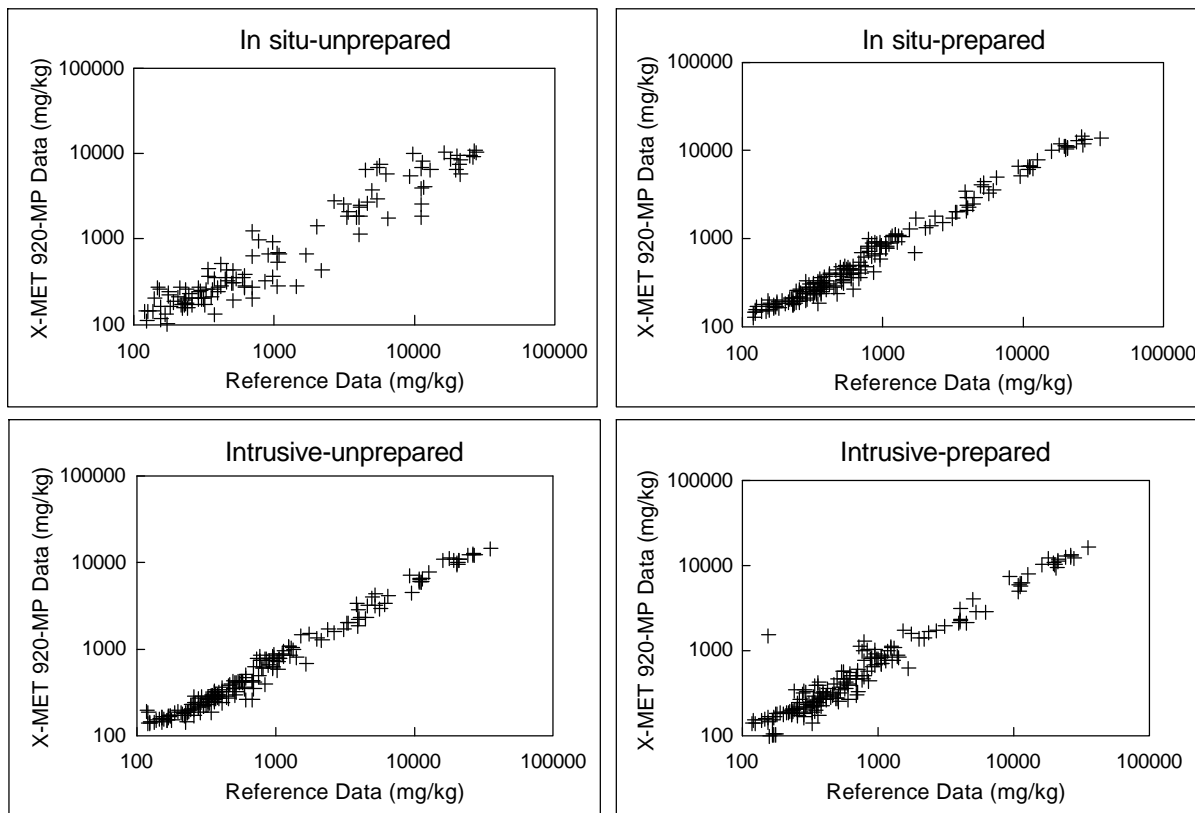 In situ-unprepared
X-MET 920-MP Data (mg/kg)
100000
10000
1000
100
100 1000 10000 100000
Reference Data (mg/kg)
In situ-prepared
X-MET 920-MP Data (mg/kg)
100000
10000
1000
100
100 1000 10000 100000
Reference Data (mg/kg)
Intrusive-unprepared
X-MET 920-MP Data (mg/kg)
100000
10000
1000
100
100 1000 10000 100000
Reference Data (mg/kg)
Intrusive-prepared
X-MET 920-MP Data (mg/kg)
100000
10000
1000
100
100 1000 10000 100000
Reference Data (mg/kg)